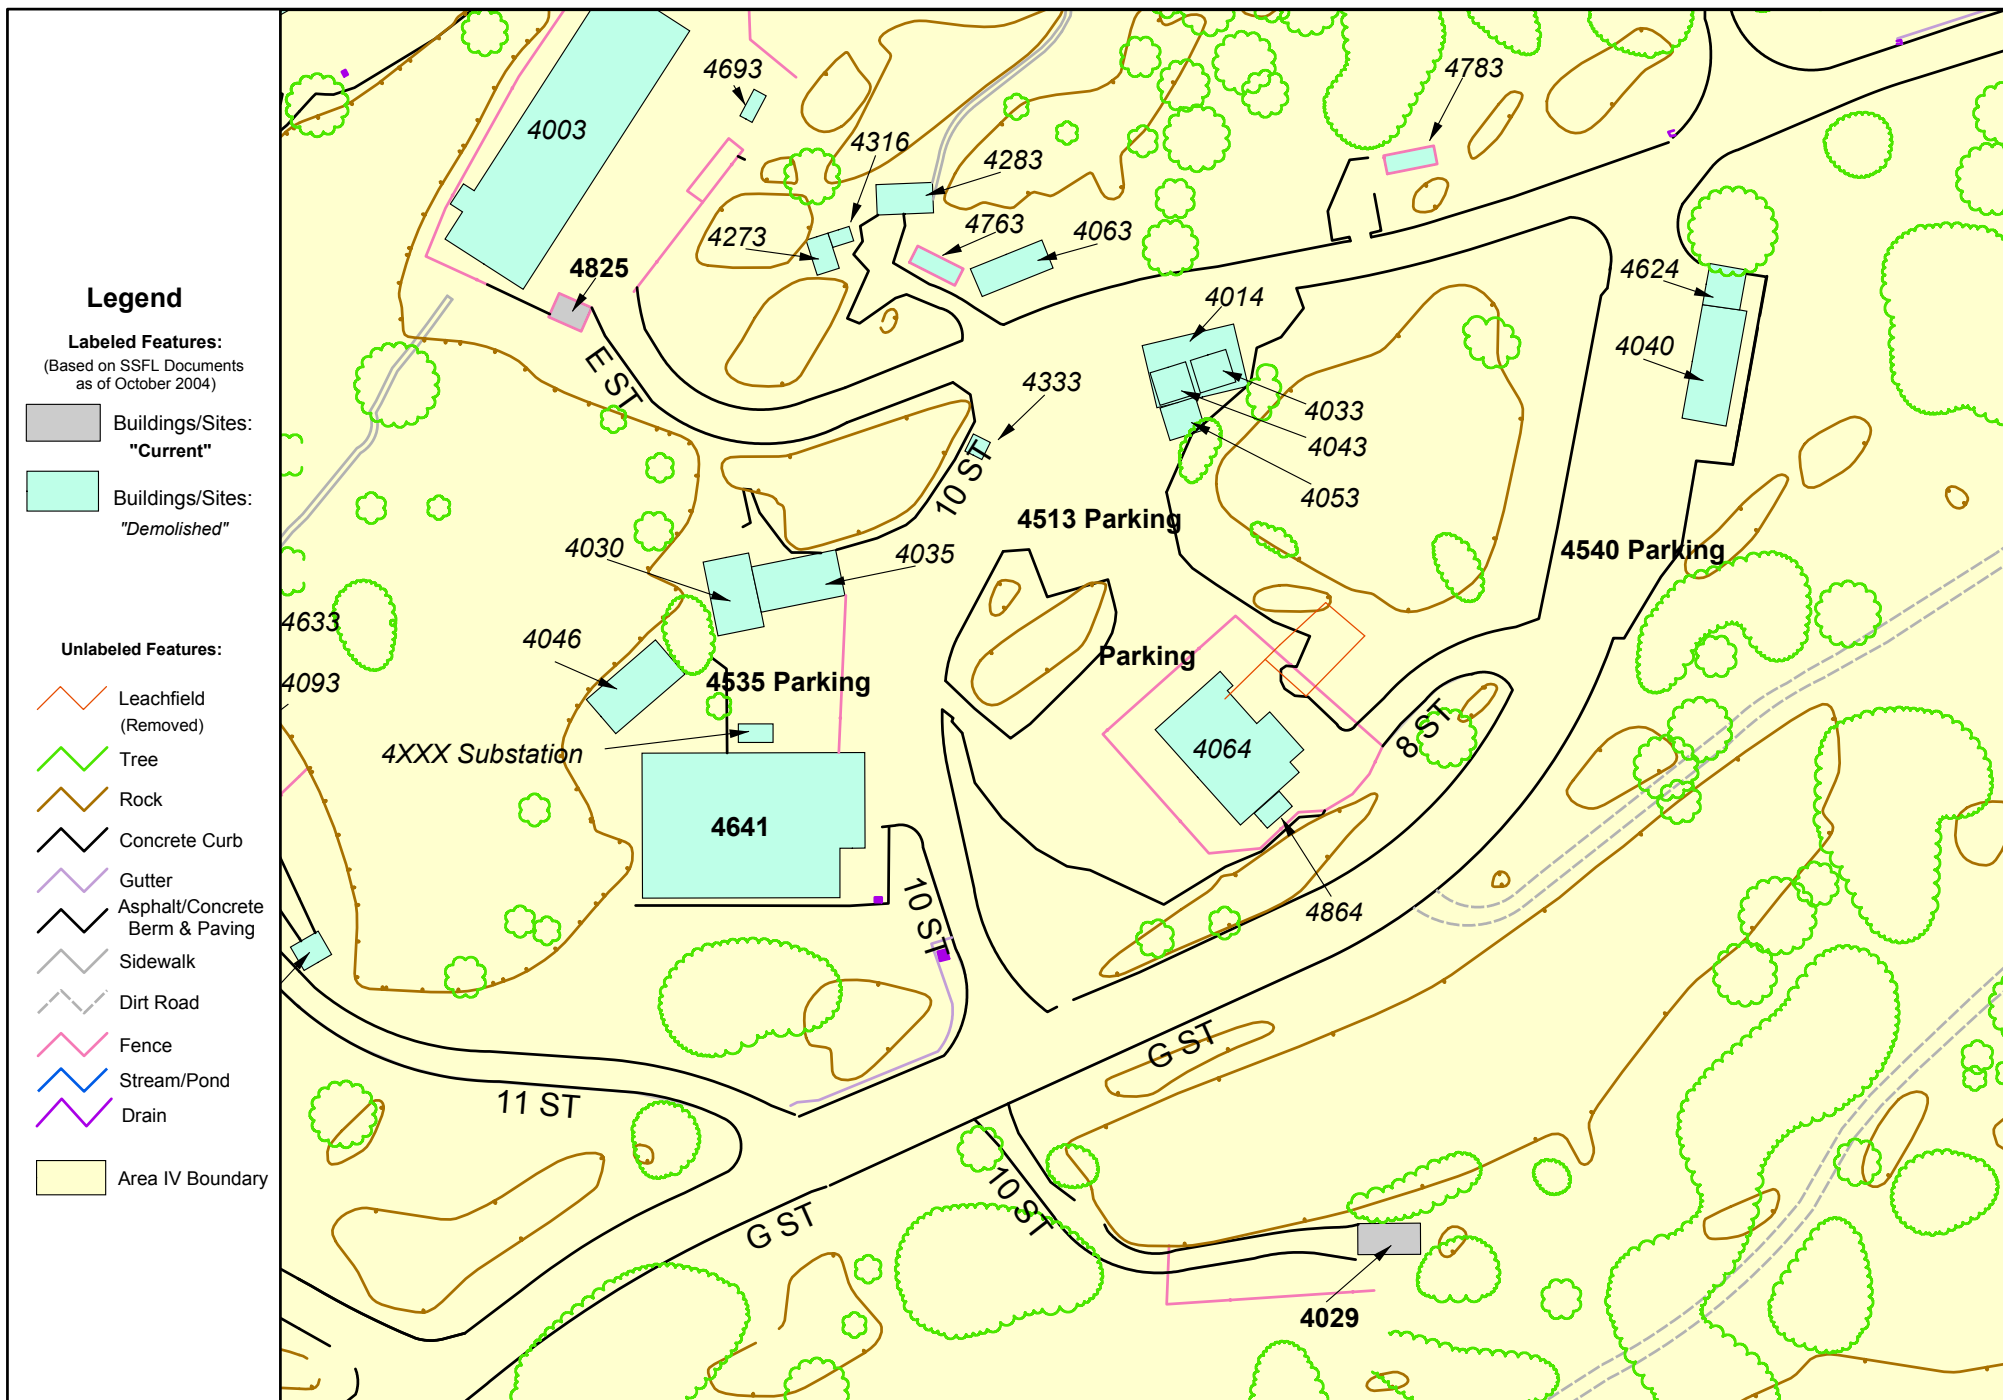 Legend
Labeled Features:
(Based on SSFL Documents
as of October 2004)
Buildings/Sites:
"Current"
Buildings/Sites:
"Demolished"
Unlabeled Features:
Leachfield
(Removed)
Tree
Rock
Concrete Curb
Gutter
Asphalt/Concrete
Berm & Paving
Sidewalk
Dirt Road
Fence
Stream/Pond
Drain
Area IV Boundary
4693
4783
4003
4316
4283
4273
4763
4063
4825
4624
4014
4040
E ST
4333
4033
4043
10 ST
4053
4513 Parking
4540 Parking
4030
4035
4633
4046
Parking
4093
4535 Parking
8 ST
4XXX Substation
4064
4641
10 ST
4864
G ST
11 ST
10 ST
G ST
4029